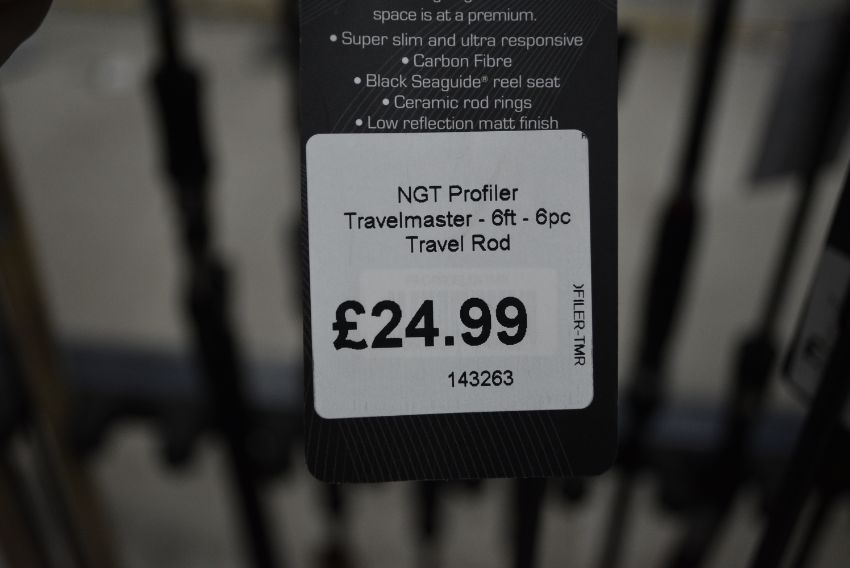 space is at a premium.
• Super slim and ultra responsive
• Carbon Fibre
• Black Seaguide® reel seat
• Ceramic rod rings
• Low reflection matt finish
NGT Profiler
Travelmaster - 6ft - 6pc
Travel Rod
£24.99
143263
OFILER-TMR